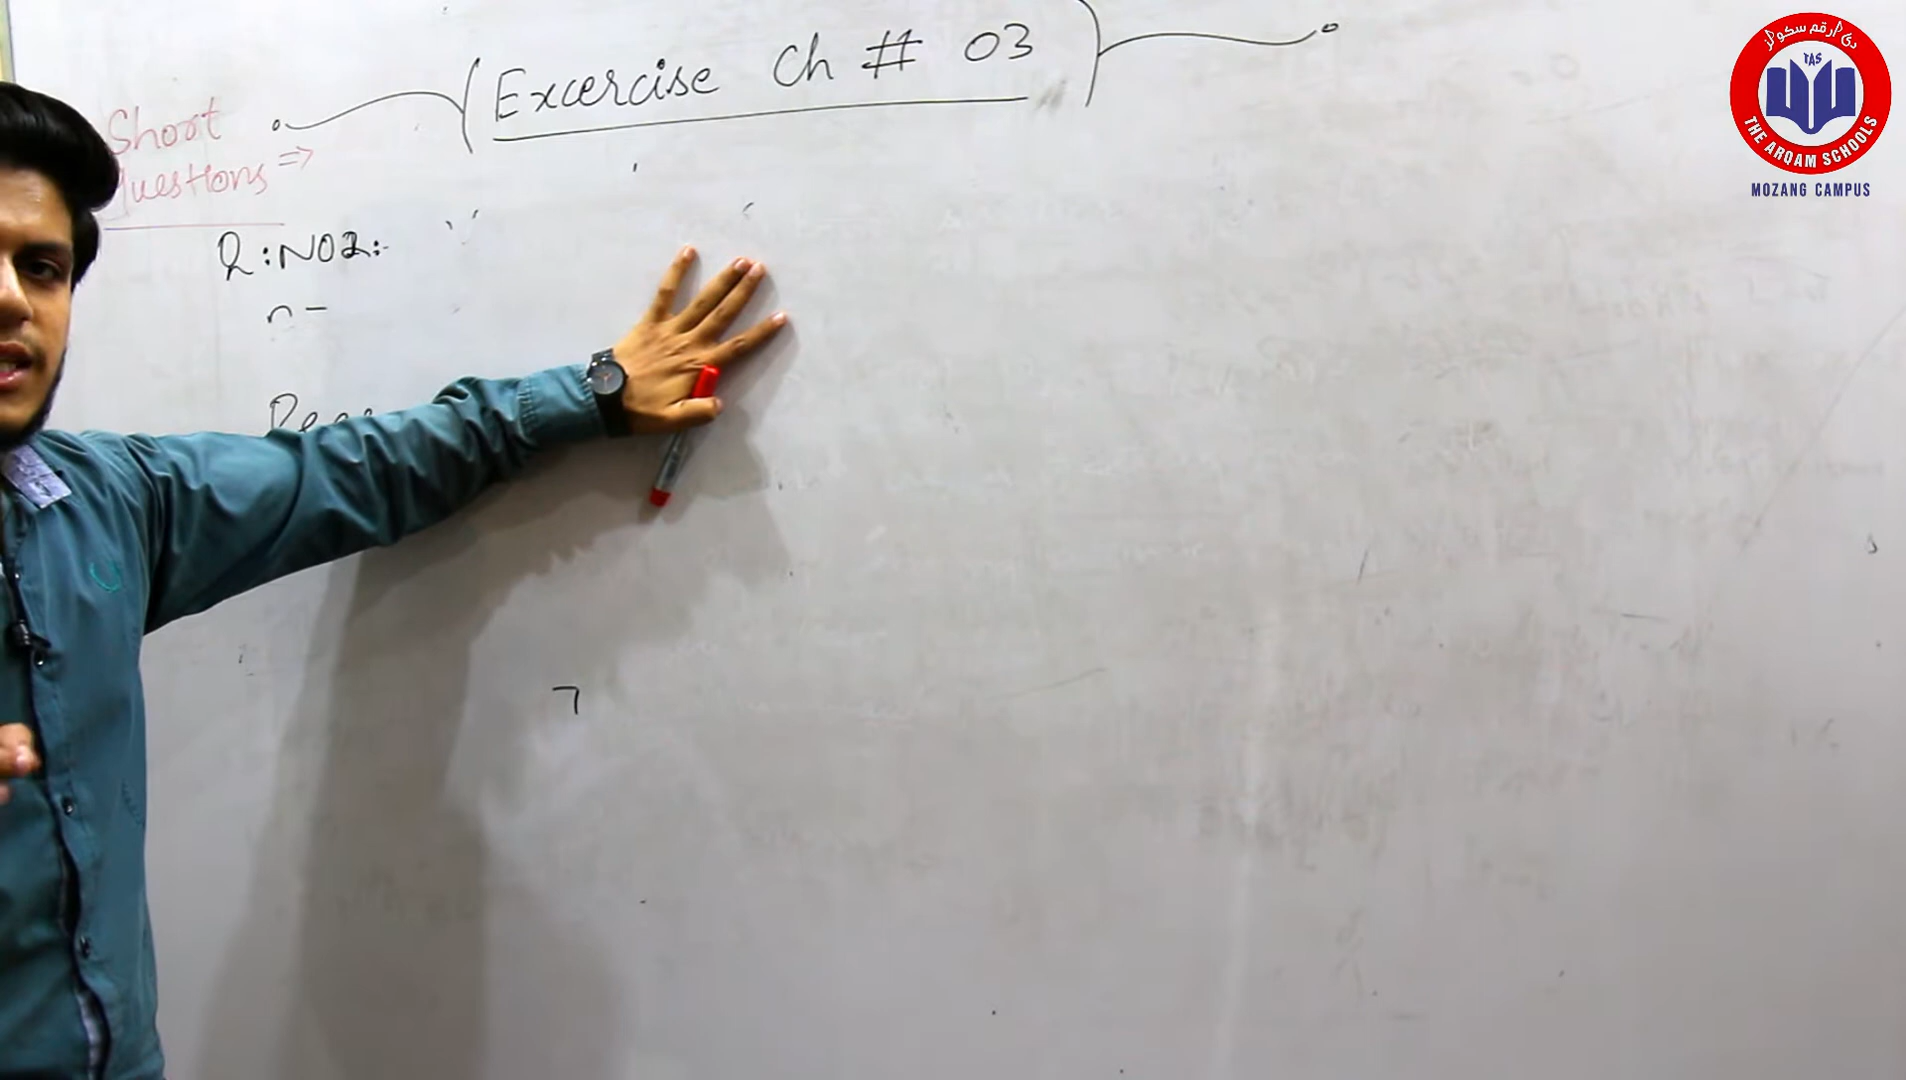 Excercise Ch # 03
Short
Questions =>
Q:NO2:-
دی ارقم سکولز
TAS
THE ARQAM SCHOOLS
MOZANG CAMPUS